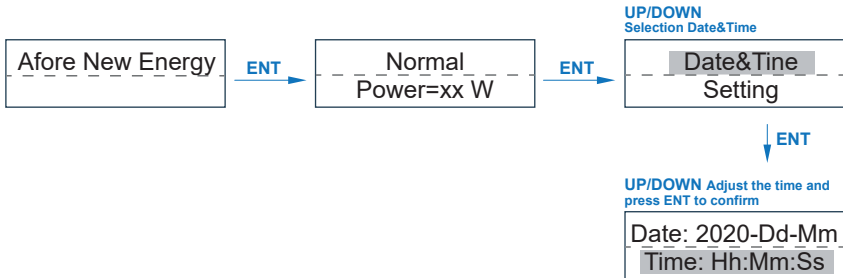 UP/DOWN
Selection Date&Time
Afore New Energy
ENT
Normal
Power=xx W
ENT
Date&Tine
Setting
ENT
UP/DOWN Adjust the time and
press ENT to confirm
Date: 2020-Dd-Mm
Time: Hh:Mm:Ss